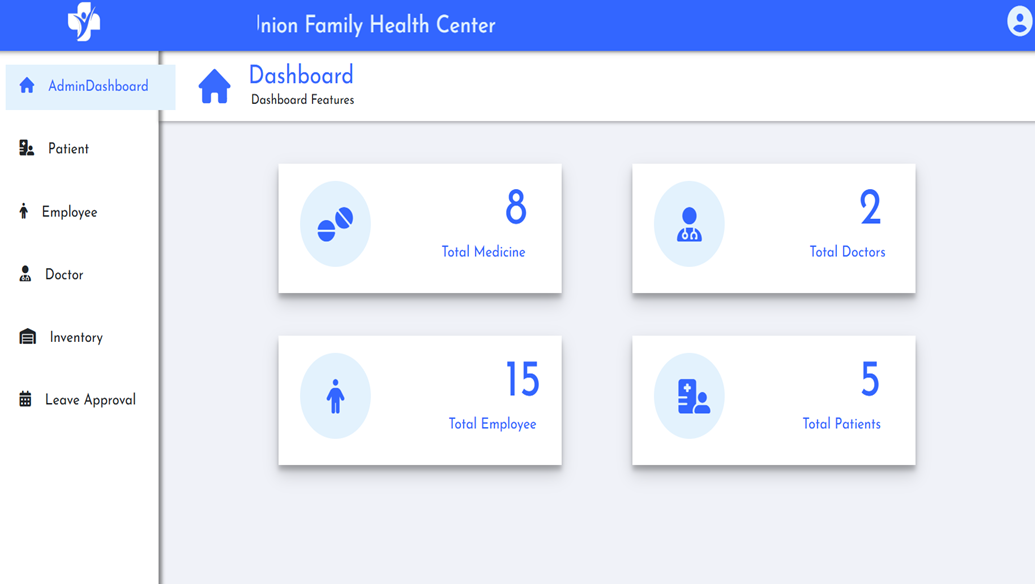 Union Family Health Center
AdminDashboard
Patient
Employee
Doctor
Inventory
Leave Approval
Dashboard
Dashboard Features
8
Total Medicine
2
Total Doctors
15
Total Employee
5
Total Patients